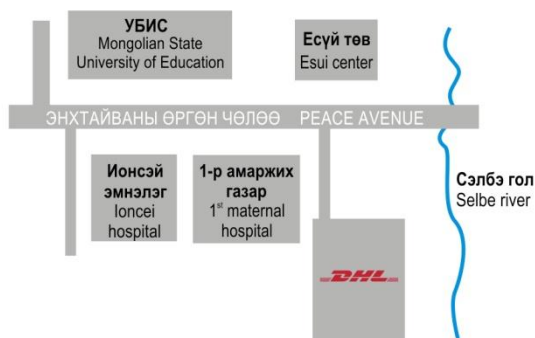 УБИС
Mongolian State
University of Education
Есүй төв
Esui center
ЭНХТАЙВАНЫ ӨРГӨН ЧӨЛӨӨ PEACE AVENUE
Ионсэй
эмнэлэг
Ioncei
hospital
1-р амаржих
газар
1st maternal
hospital
Сэлбэ гол
Selbe river
DHL